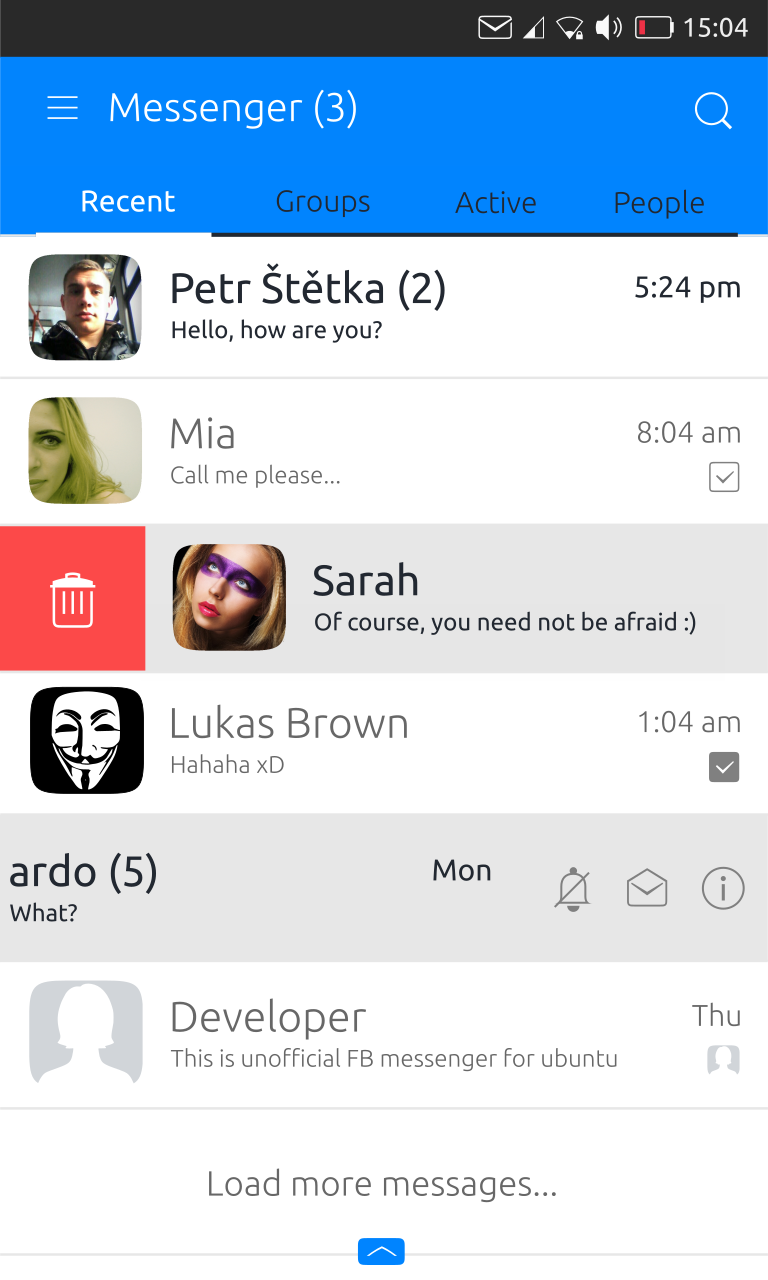 15:04
Messenger (3)
Recent Groups Active People
Petr Štětka (2) 5:24 pm
Hello, how are you?
Mia 8:04 am
Call me please...
Sarah
Of course, you need not be afraid :)
Lukas Brown 1:04 am
Hahaha xD
ardo (5) Mon
What?
Developer Thu
This is unofficial FB messenger for ubuntu
Load more messages...